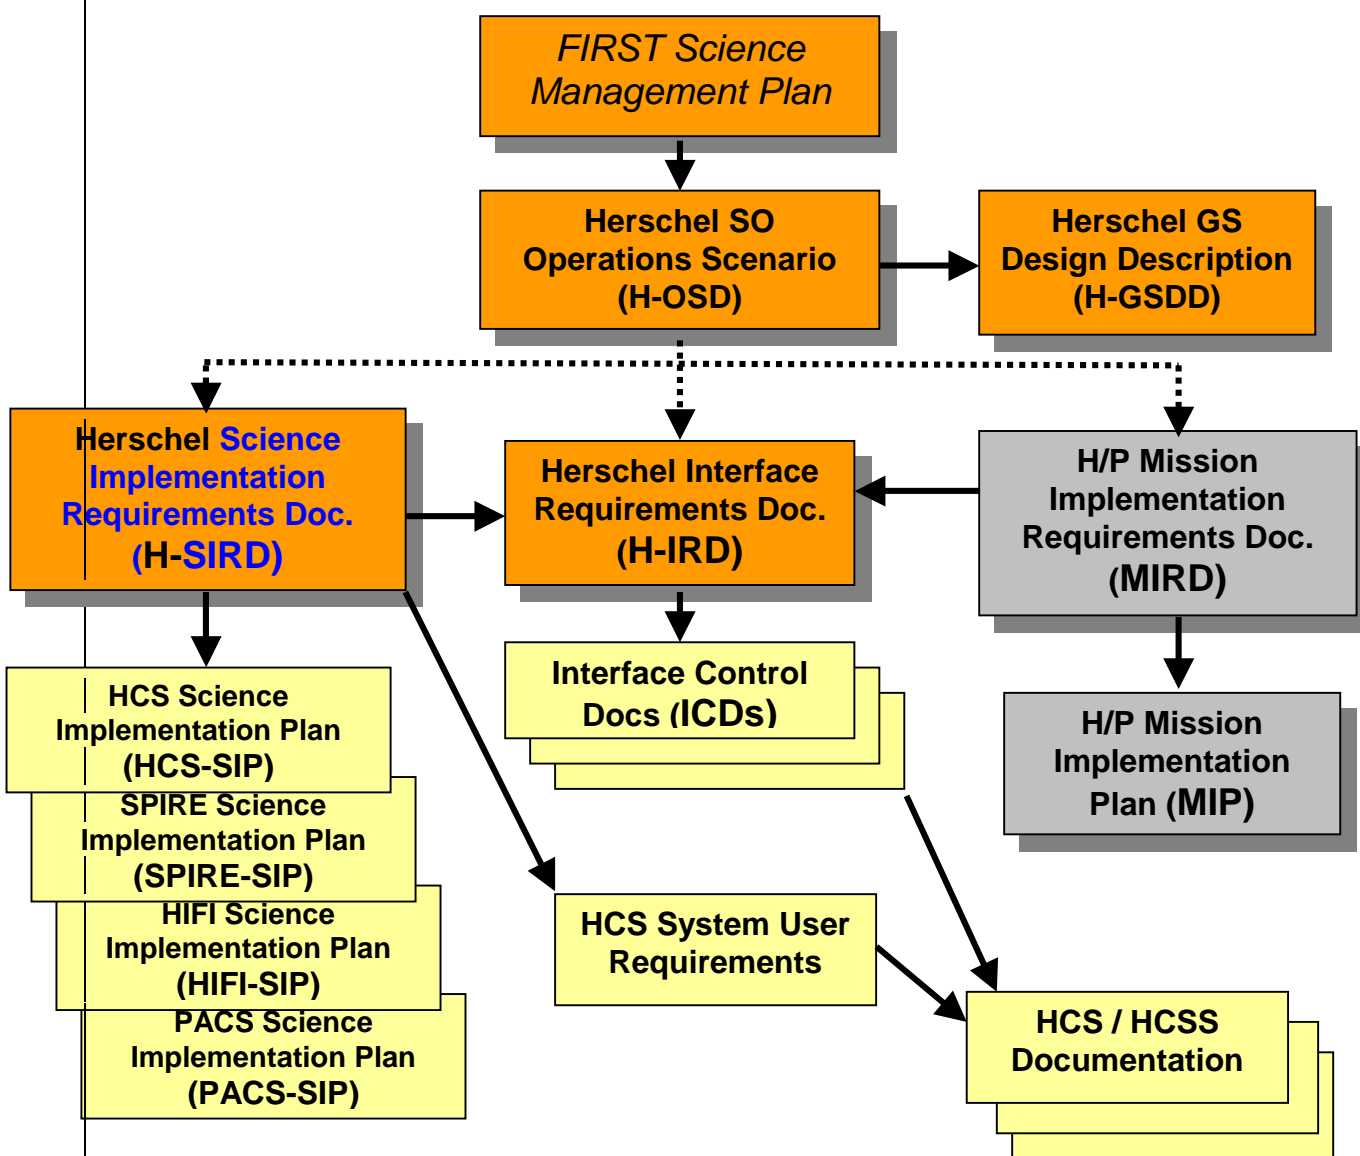 FIRST Science
Management Plan
Herschel SO
Operations Scenario
(H-OSD)
Herschel GS
Design Description
(H-GSDD)
Herschel Science
Implementation
Requirements Doc.
(H-SIRD)
Herschel Interface
Requirements Doc.
(H-IRD)
H/P Mission
Implementation
Requirements Doc.
(MIRD)
HCS Science
Implementation Plan
(HCS-SIP)
SPIRE Science
Implementation Plan
(SPIRE-SIP)
HIFI Science
Implementation Plan
(HIFI-SIP)
PACS Science
Implementation Plan
(PACS-SIP)
Interface Control
Docs (ICDs)
H/P Mission
Implementation
Plan (MIP)
HCS System User
Requirements
HCS / HCSS
Documentation